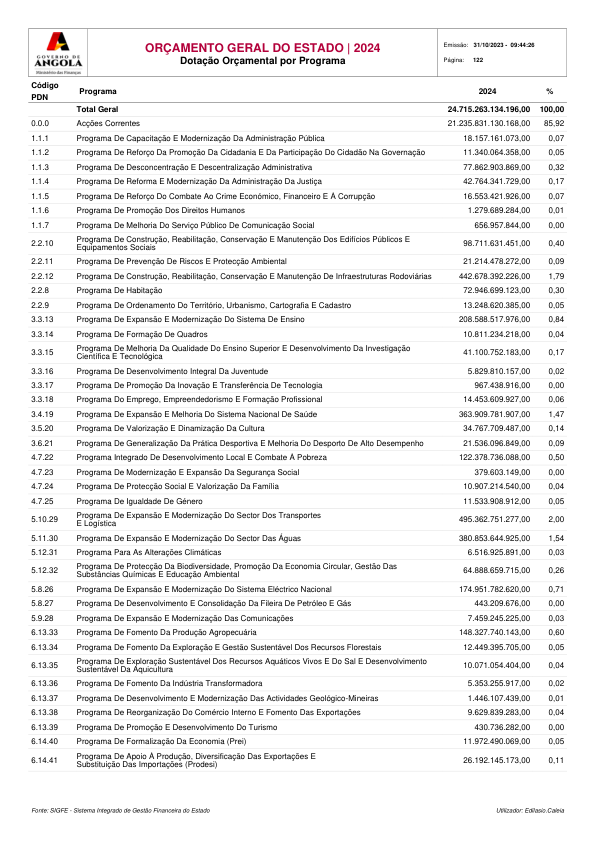 GOVERNO DE
ANGOLA
Ministério das Finanças
ORÇAMENTO GERAL DO ESTADO | 2024
Dotação Orçamental por Programa
Emissão: 31/10/2023 - 09:44:26
Página: 122
Código PDN Programa 2024 %
Total Geral 24.715.263.134.196,00 100,00
0.0.0 Acções Correntes 21.235.831.130.168,00 85,92
1.1.1 Programa De Capacitação E Modernização Da Administração Pública 18.157.161.073,00 0,07
1.1.2 Programa De Reforço Da Promoção Da Cidadania E Da Participação Do Cidadão Na Governação 11.340.064.358,00 0,05
1.1.3 Programa De Desconcentração E Descentralização Administrativa 77.862.903.869,00 0,32
1.1.4 Programa De Reforma E Modernização Da Administração Da Justiça 42.764.341.729,00 0,17
1.1.5 Programa De Reforço Do Combate Ao Crime Económico, Financeiro E À Corrupção 16.553.421.926,00 0,07
1.1.6 Programa De Promoção Dos Direitos Humanos 1.279.689.284,00 0,01
1.1.7 Programa De Melhoria Do Serviço Público De Comunicação Social 656.957.844,00 0,00
2.2.10 Programa De Construção, Reabilitação, Conservação E Manutenção Dos Edifícios Públicos E
Equipamentos Sociais 98.711.631.451,00 0,40
2.2.11 Programa De Prevenção De Riscos E Protecção Ambiental 21.214.478.272,00 0,09
2.2.12 Programa De Construção, Reabilitação, Conservação E Manutenção De Infraestruturas Rodoviárias 442.678.392.226,00 1,79
2.2.8 Programa De Habitação 72.946.699.123,00 0,30
2.2.9 Programa De Ordenamento Do Território, Urbanismo, Cartografia E Cadastro 13.248.620.385,00 0,05
3.3.13 Programa De Expansão E Modernização Do Sistema De Ensino 208.588.517.976,00 0,84
3.3.14 Programa De Formação De Quadros 10.811.234.218,00 0,04
3.3.15 Programa De Melhoria Da Qualidade Do Ensino Superior E Desenvolvimento Da Investigação
Científica E Tecnológica 41.100.752.183,00 0,17
3.3.16 Programa De Desenvolvimento Integral Da Juventude 5.829.810.157,00 0,02
3.3.17 Programa De Promoção Da Inovação E Transferência De Tecnologia 967.438.916,00 0,00
3.3.18 Programa Do Emprego, Empreendedorismo E Formação Profissional 14.453.609.927,00 0,06
3.4.19 Programa De Expansão E Melhoria Do Sistema Nacional De Saúde 363.909.781.907,00 1,47
3.5.20 Programa De Valorização E Dinamização Da Cultura 34.767.709.487,00 0,14
3.6.21 Programa De Generalização Da Prática Desportiva E Melhoria Do Desporto De Alto Desempenho 21.536.096.849,00 0,09
4.7.22 Programa Integrado De Desenvolvimento Local E Combate À Pobreza 122.378.736.088,00 0,50
4.7.23 Programa De Modernização E Expansão Da Segurança Social 379.603.149,00 0,00
4.7.24 Programa De Protecção Social E Valorização Da Família 10.907.214.540,00 0,04
4.7.25 Programa De Igualdade De Género 11.533.908.912,00 0,05
5.10.29 Programa De Expansão E Modernização Do Sector Dos Transportes
E Logística 495.362.751.277,00 2,00
5.11.30 Programa De Expansão E Modernização Do Sector Das Águas 380.853.644.925,00 1,54
5.12.31 Programa Para As Alterações Climáticas 6.516.925.891,00 0,03
5.12.32 Programa De Protecção Da Biodiversidade, Promoção Da Economia Circular, Gestão Das
Substâncias Químicas E Educação Ambiental 64.888.659.715,00 0,26
5.8.26 Programa De Expansão E Modernização Do Sistema Eléctrico Nacional 174.951.782.620,00 0,71
5.8.27 Programa De Desenvolvimento E Consolidação Da Fileira De Petróleo E Gás 443.209.676,00 0,00
5.9.28 Programa De Expansão E Modernização Das Comunicações 7.459.245.225,00 0,03
6.13.33 Programa De Fomento Da Produção Agropecuária 148.327.740.143,00 0,60
6.13.34 Programa De Fomento Da Exploração E Gestão Sustentável Dos Recursos Florestais 12.449.395.705,00 0,05
6.13.35 Programa De Exploração Sustentável Dos Recursos Aquáticos Vivos E Do Sal E Desenvolvimento
Sustentável Da Aquicultura 10.071.054.404,00 0,04
6.13.36 Programa De Fomento Da Indústria Transformadora 5.353.255.917,00 0,02
6.13.37 Programa De Desenvolvimento E Modernização Das Actividades Geológico-Mineiras 1.446.107.439,00 0,01
6.13.38 Programa De Reorganização Do Comércio Interno E Fomento Das Exportações 9.629.839.283,00 0,04
6.13.39 Programa De Promoção E Desenvolvimento Do Turismo 430.736.282,00 0,00
6.14.40 Programa De Formalização Da Economia (Prei) 11.972.490.069,00 0,05
6.14.41 Programa De Apoio À Produção, Diversificação Das Exportações E
Substituição Das Importações (Prodesi) 26.192.145.173,00 0,11
Fonte: SIGFE - Sistema Integrado de Gestão Financeira do Estado
Utilizador: Edilasio.Caleia